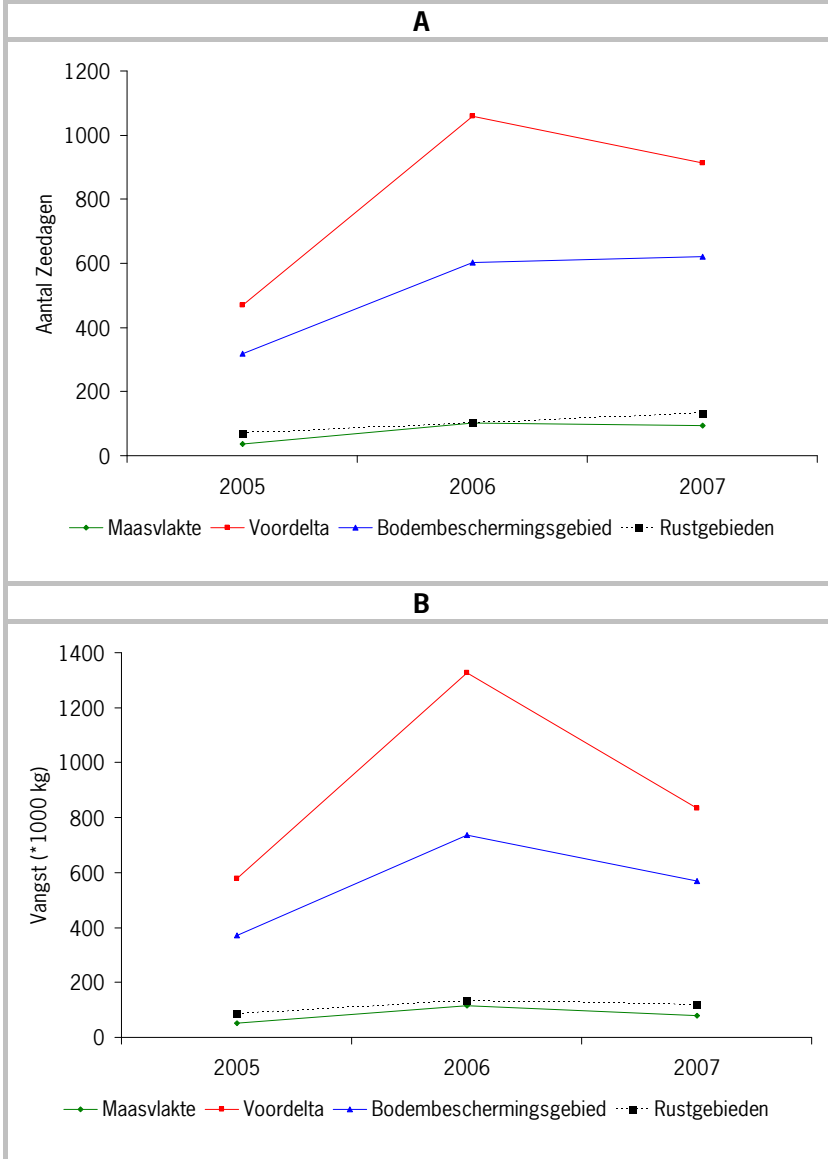 A
1200
1000
800
600
400
200
0
Aantal Zeedagen
2005 2006 2007
Maasvlakte Voordelta Bodembeschermingsgebied Rustgebieden
B
1400
1200
1000
800
600
400
200
0
Vangst (*1000 kg)
2005 2006 2007
Maasvlakte Voordelta Bodembeschermingsgebied Rustgebieden